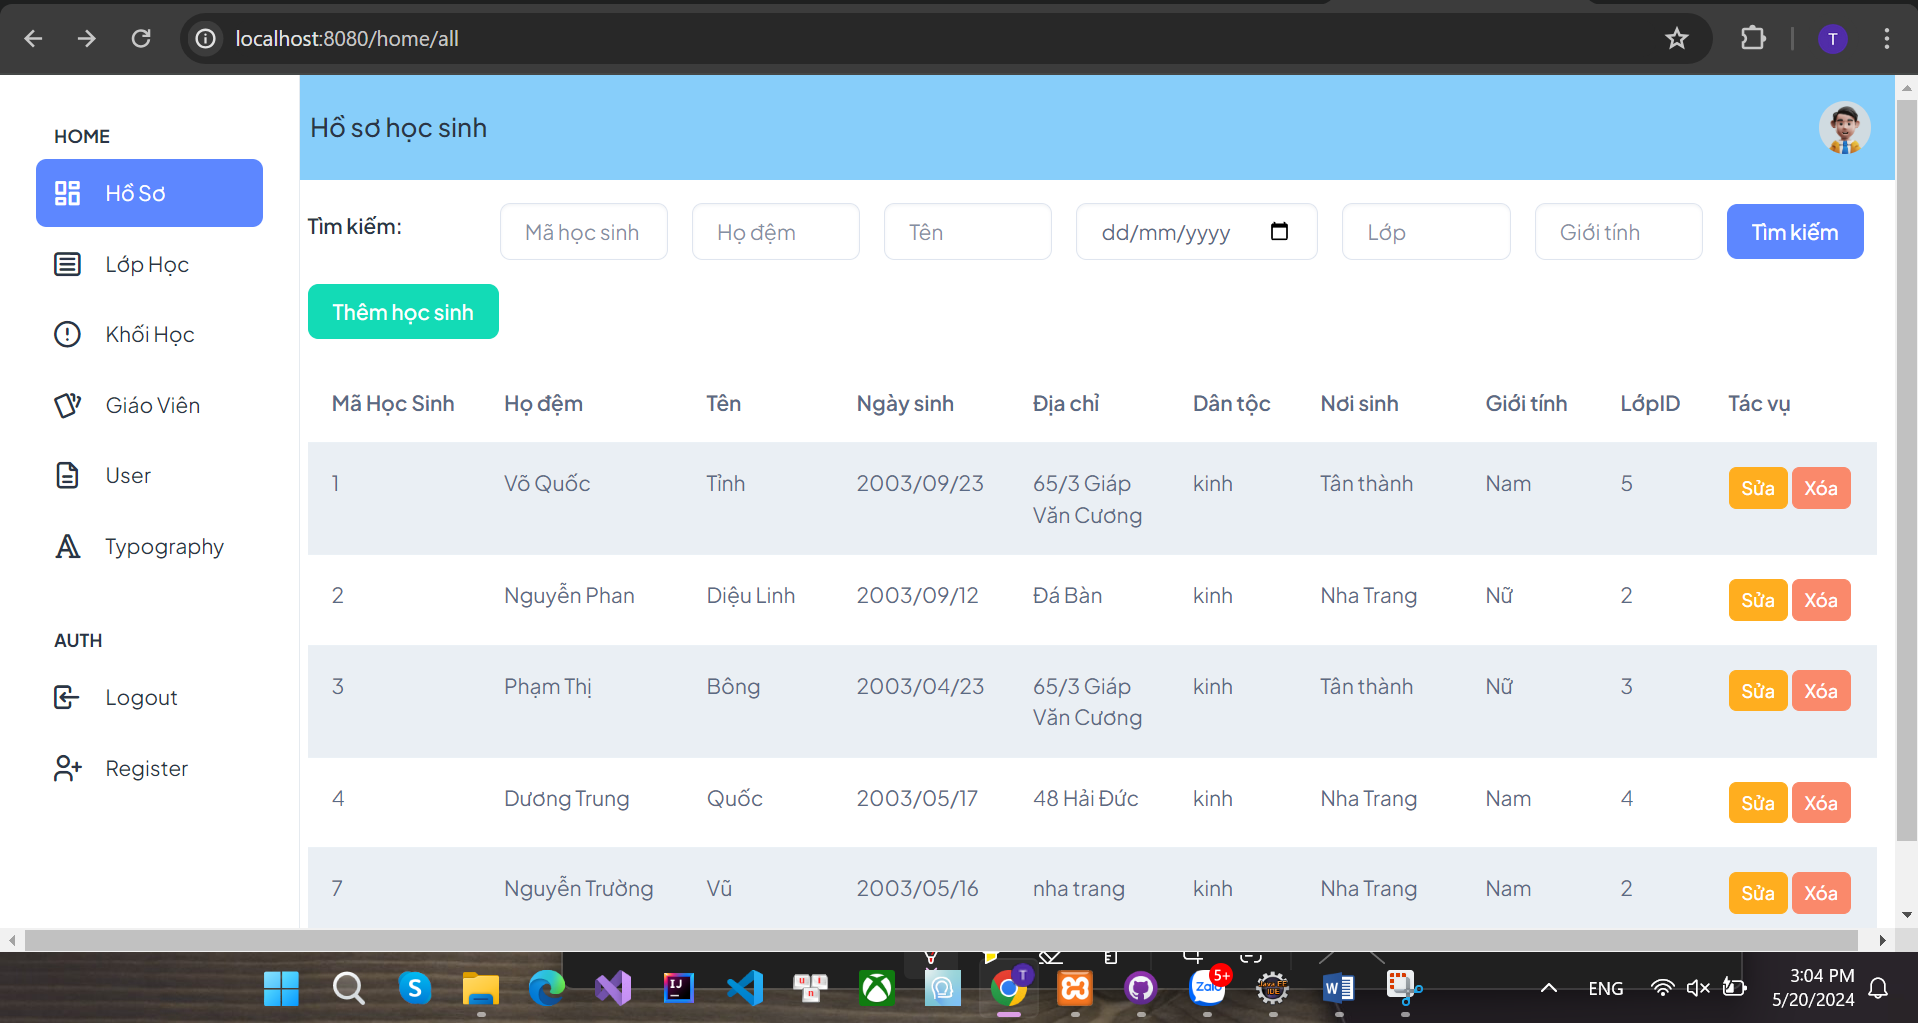 localhost:8080/home/all
T
HOME
Hồ Sơ
Lớp Học
Khối Học
Giáo Viên
User
Typography
AUTH
Logout
Register
Hồ sơ học sinh
Tìm kiếm:
Mã học sinh
Họ đệm
Tên
dd/mm/yyyy
Lớp
Giới tính
Tìm kiếm
Thêm học sinh
Mã Học Sinh Họ đệm Tên Ngày sinh Địa chỉ Dân tộc Nơi sinh Giới tính LớpID Tác vụ
1 Võ Quốc Tỉnh 2003/09/23 65/3 Giáp Văn Cương kinh Tân thành Nam 5 Sửa Xóa
2 Nguyễn Phan Diệu Linh 2003/09/12 Đá Bàn kinh Nha Trang Nữ 2 Sửa Xóa
3 Phạm Thị Bông 2003/04/23 65/3 Giáp Văn Cương kinh Tân thành Nữ 3 Sửa Xóa
4 Dương Trung Quốc 2003/05/17 48 Hải Đức kinh Nha Trang Nam 4 Sửa Xóa
7 Nguyễn Trường Vũ 2003/05/16 nha trang kinh Nha Trang Nam 2 Sửa Xóa
S
IJ
u i n
T
Zalo
5+
Java EE
IDE
W
ENG
3:04 PM
5/20/2024